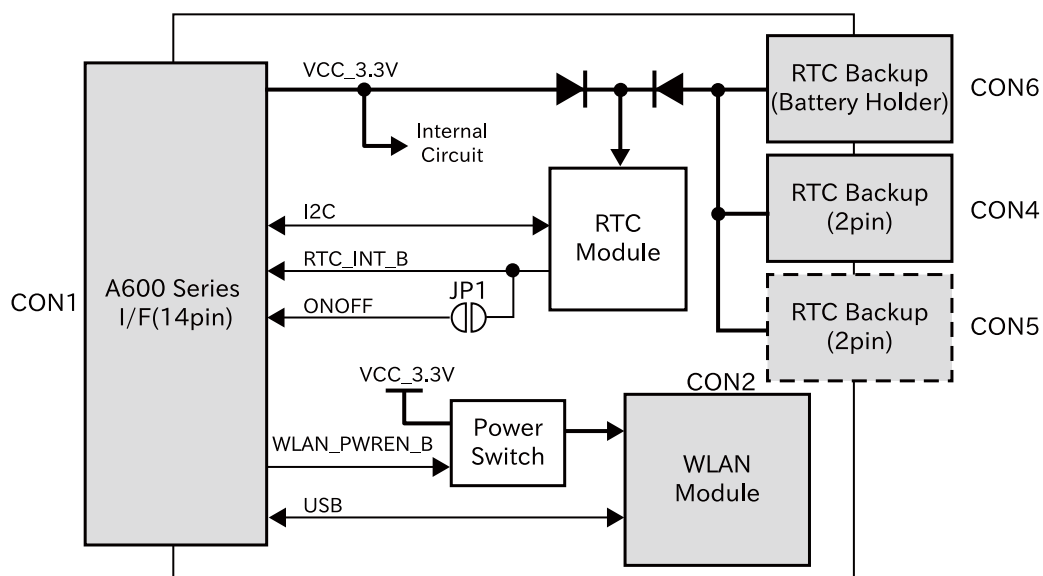 VCC_3.3V
Internal
Circuit
RTC Backup
(Battery Holder)
CON6
RTC Backup
(2pin)
CON4
RTC Backup
(2pin)
CON5
I2C
RTC_INT_B
ONOFF
JP1
RTC
Module
CON1
A600 Series
I/F(14pin)
VCC_3.3V
CON2
WLAN_PWREN_B
Power
Switch
WLAN
Module
USB